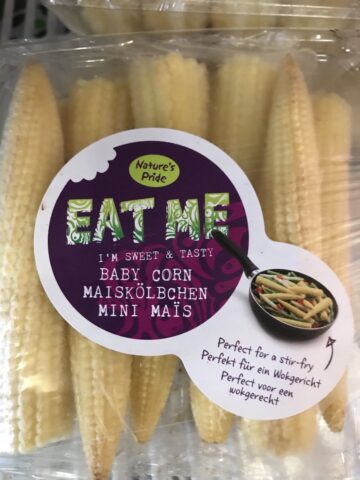 Nature's
Pride
EAT ME
I'M SWEET & TASTY
BABY CORN
MAISKÖLBCHEN
MINI MAÏS
Perfect for a stir-fry
Perfekt für ein Wokgericht
Perfect voor een
wokgerecht